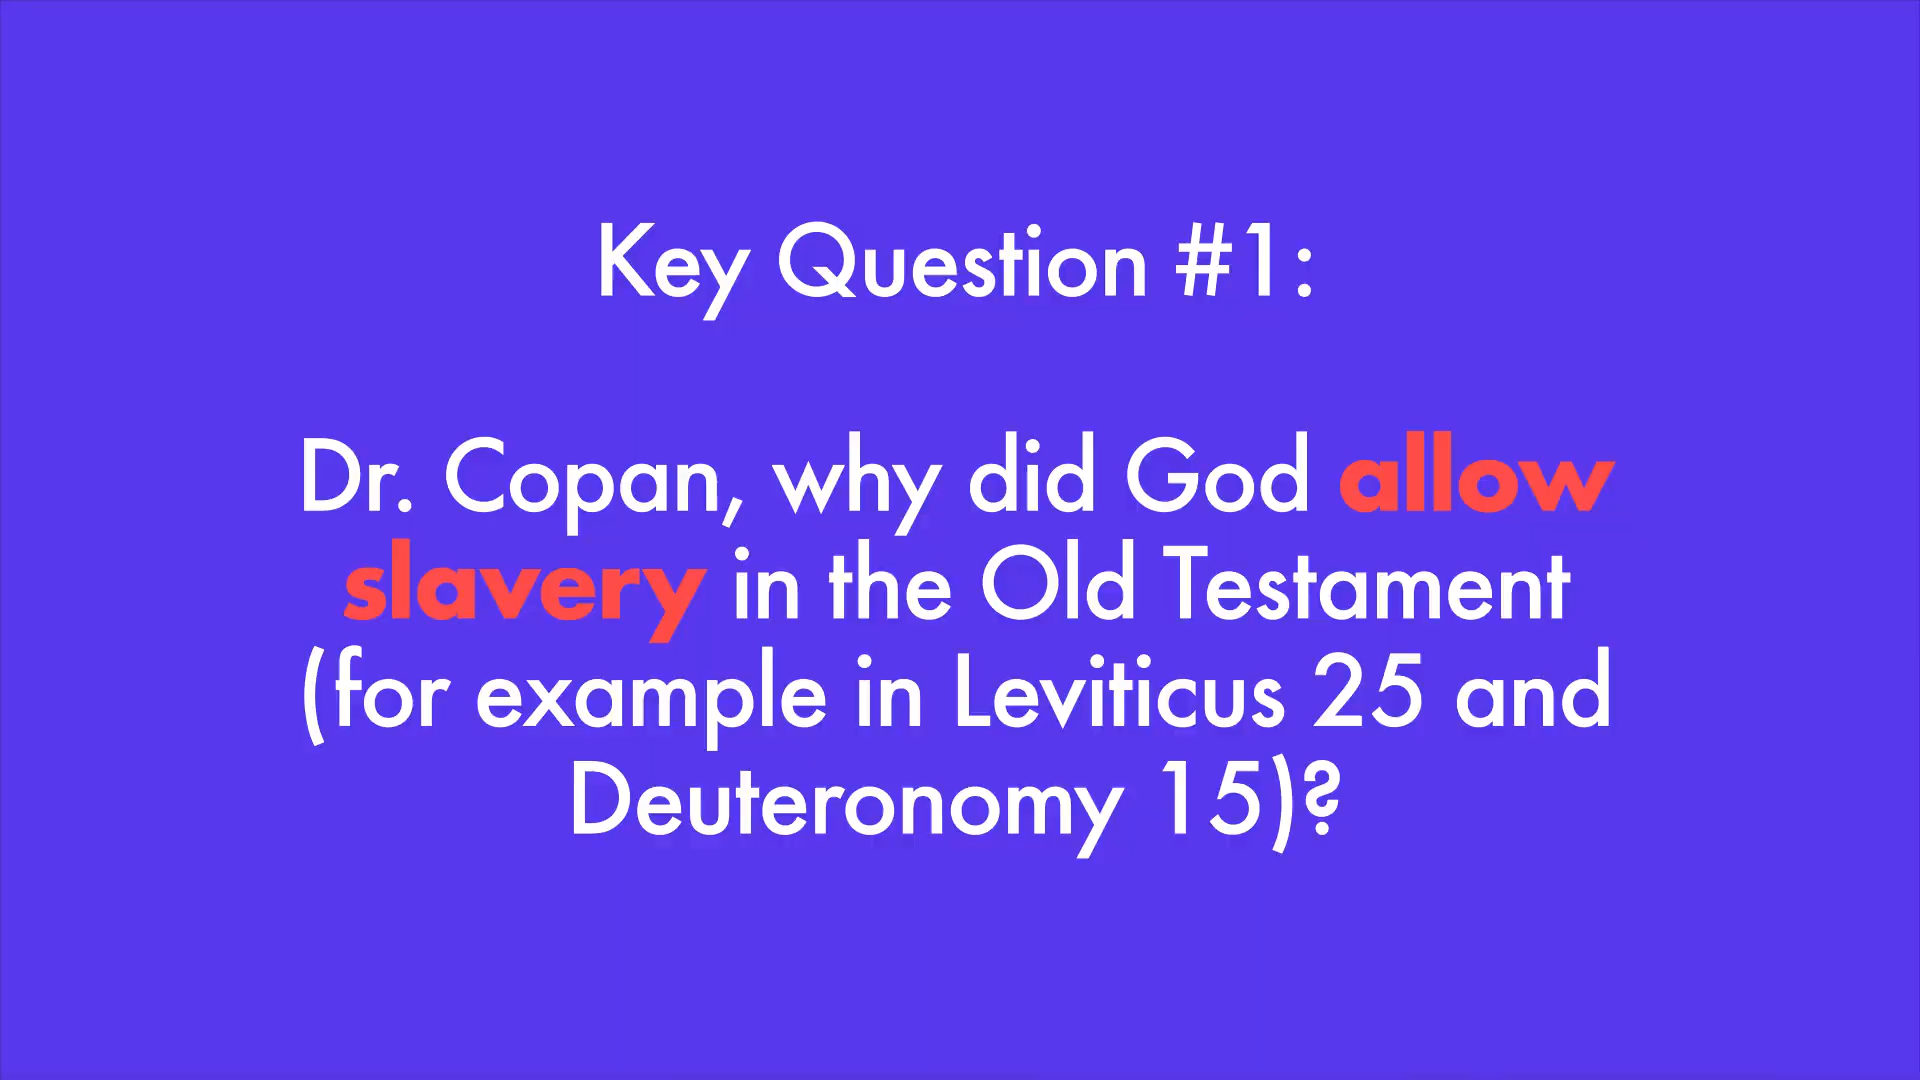 Key Question #1:
Dr. Copan, why did God allow
slavery in the Old Testament
(for example in Leviticus 25 and
Deuteronomy 15)?